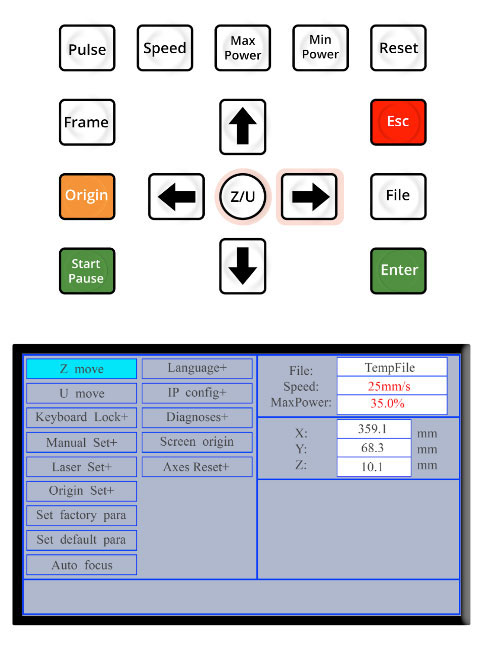 Pulse
Speed
Max
Power
Min
Power
Reset
Frame
Esc
Origin
Z/U
File
Start
Pause
Enter
Z move
U move
Keyboard Lock+
Manual Set+
Laser Set+
Origin Set+
Set factory para
Set default para
Auto focus
Language+
IP config+
Diagnoses+
Screen origin
Axes Reset+
File: TempFile
Speed: 25mm/s
MaxPower: 35.0%
X: 359.1 mm
Y: 68.3 mm
Z: 10.1 mm